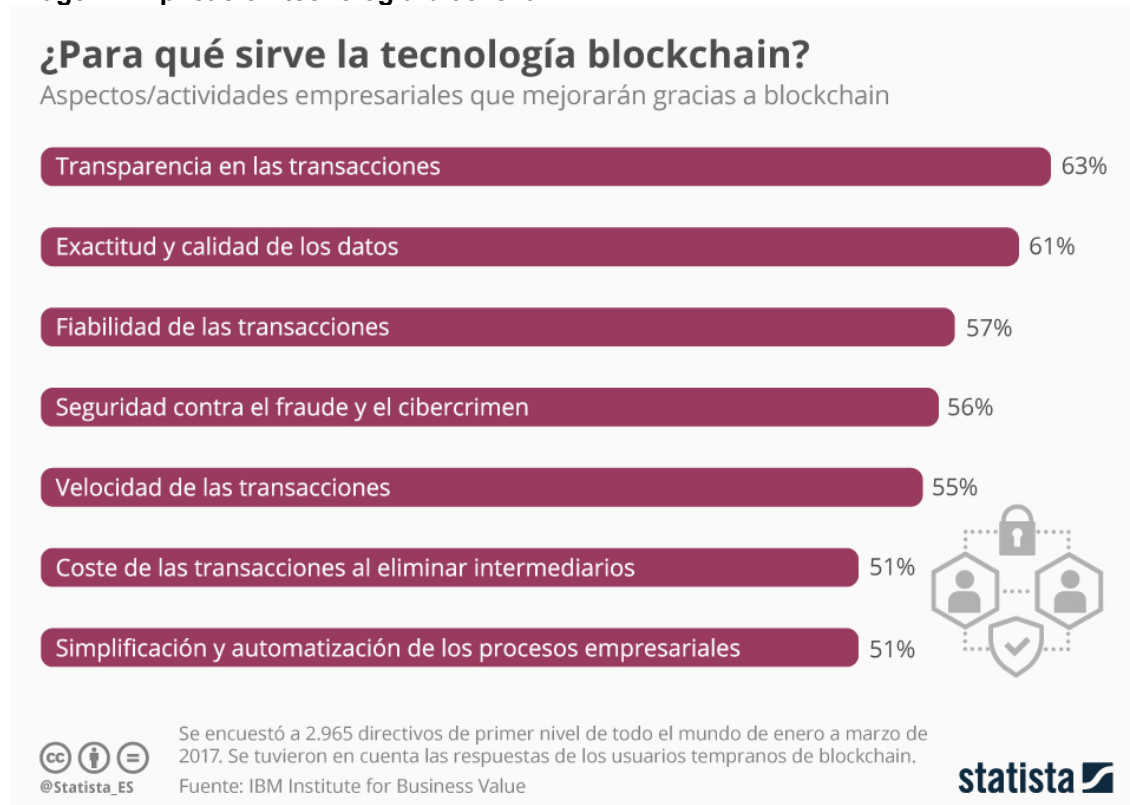 ¿Para qué sirve la tecnología blockchain?
Aspectos/actividades empresariales que mejorarán gracias a blockchain
Transparencia en las transacciones 63%
Exactitud y calidad de los datos 61%
Fiabilidad de las transacciones 57%
Seguridad contra el fraude y el cibercrimen 56%
Velocidad de las transacciones 55%
Coste de las transacciones al eliminar intermediarios 51%
Simplificación y automatización de los procesos empresariales 51%
Se encuestó a 2.965 directivos de primer nivel de todo el mundo de enero a marzo de
2017. Se tuvieron en cuenta las respuestas de los usuarios tempranos de blockchain.
cc
@Statista_ES Fuente: IBM Institute for Business Value
statista